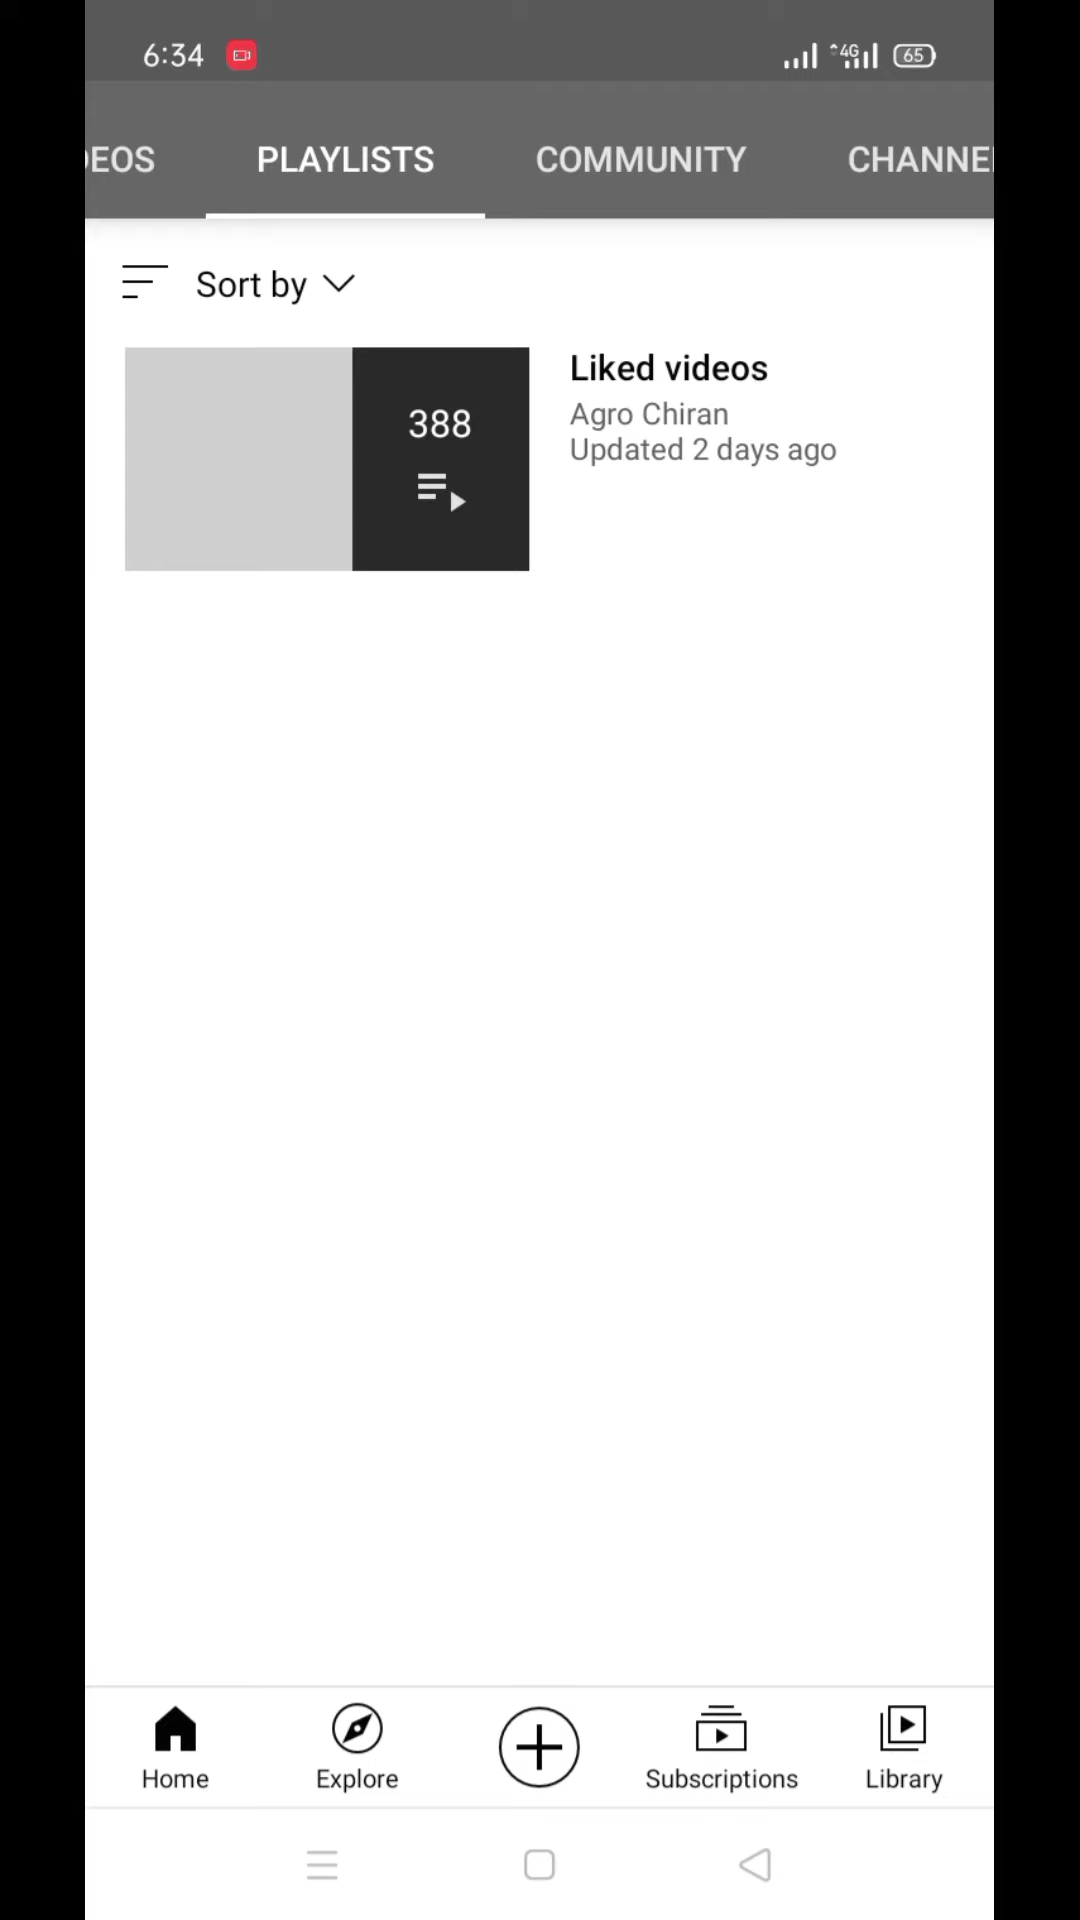 6:34 4G 65
DEOS PLAYLISTS COMMUNITY CHANNE
Sort by
388
Liked videos
Agro Chiran
Updated 2 days ago
Home Explore Subscriptions Library